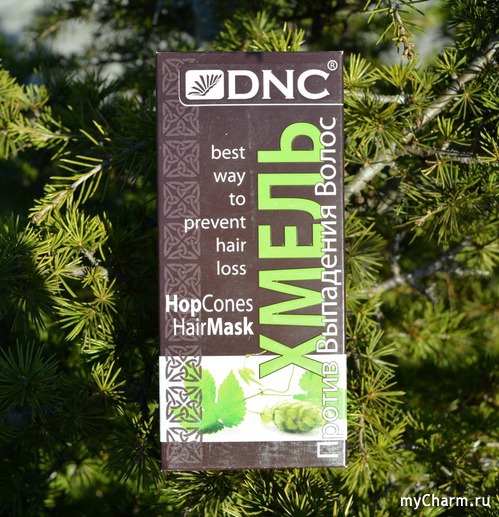 DNC®
best
way
to
prevent
hair
loss
HopCones
HairMask
ХМЕЛЬ
Против Выпадения Волос
myCharm.ru